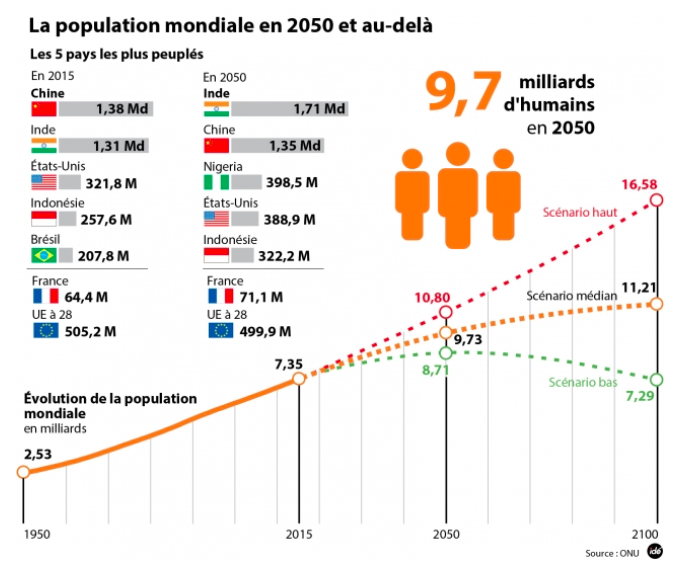 La population mondiale en 2050 et au-delà
Les 5 pays les plus peuplés
En 2015
Chine
1,38 Md
Inde
1,31 Md
États-Unis
321,8 M
Indonésie
257,6 M
Brésil
207,8 M
France
64,4 M
UE à 28
505,2 M
En 2050
Inde
1,71 Md
Chine
1,35 Md
Nigeria
398,5 M
États-Unis
388,9 M
Indonésie
322,2 M
France
71,1 M
UE à 28
499,9 M
9,7 milliards
d'humains
en 2050
16,58
Scénario haut
10,80
Scénario médian
11,21
9,73
8,71
Scénario bas
7,29
7,35
Évolution de la population
mondiale
en milliards
2,53
1950
2015
2050
2100
Source : ONU
idé